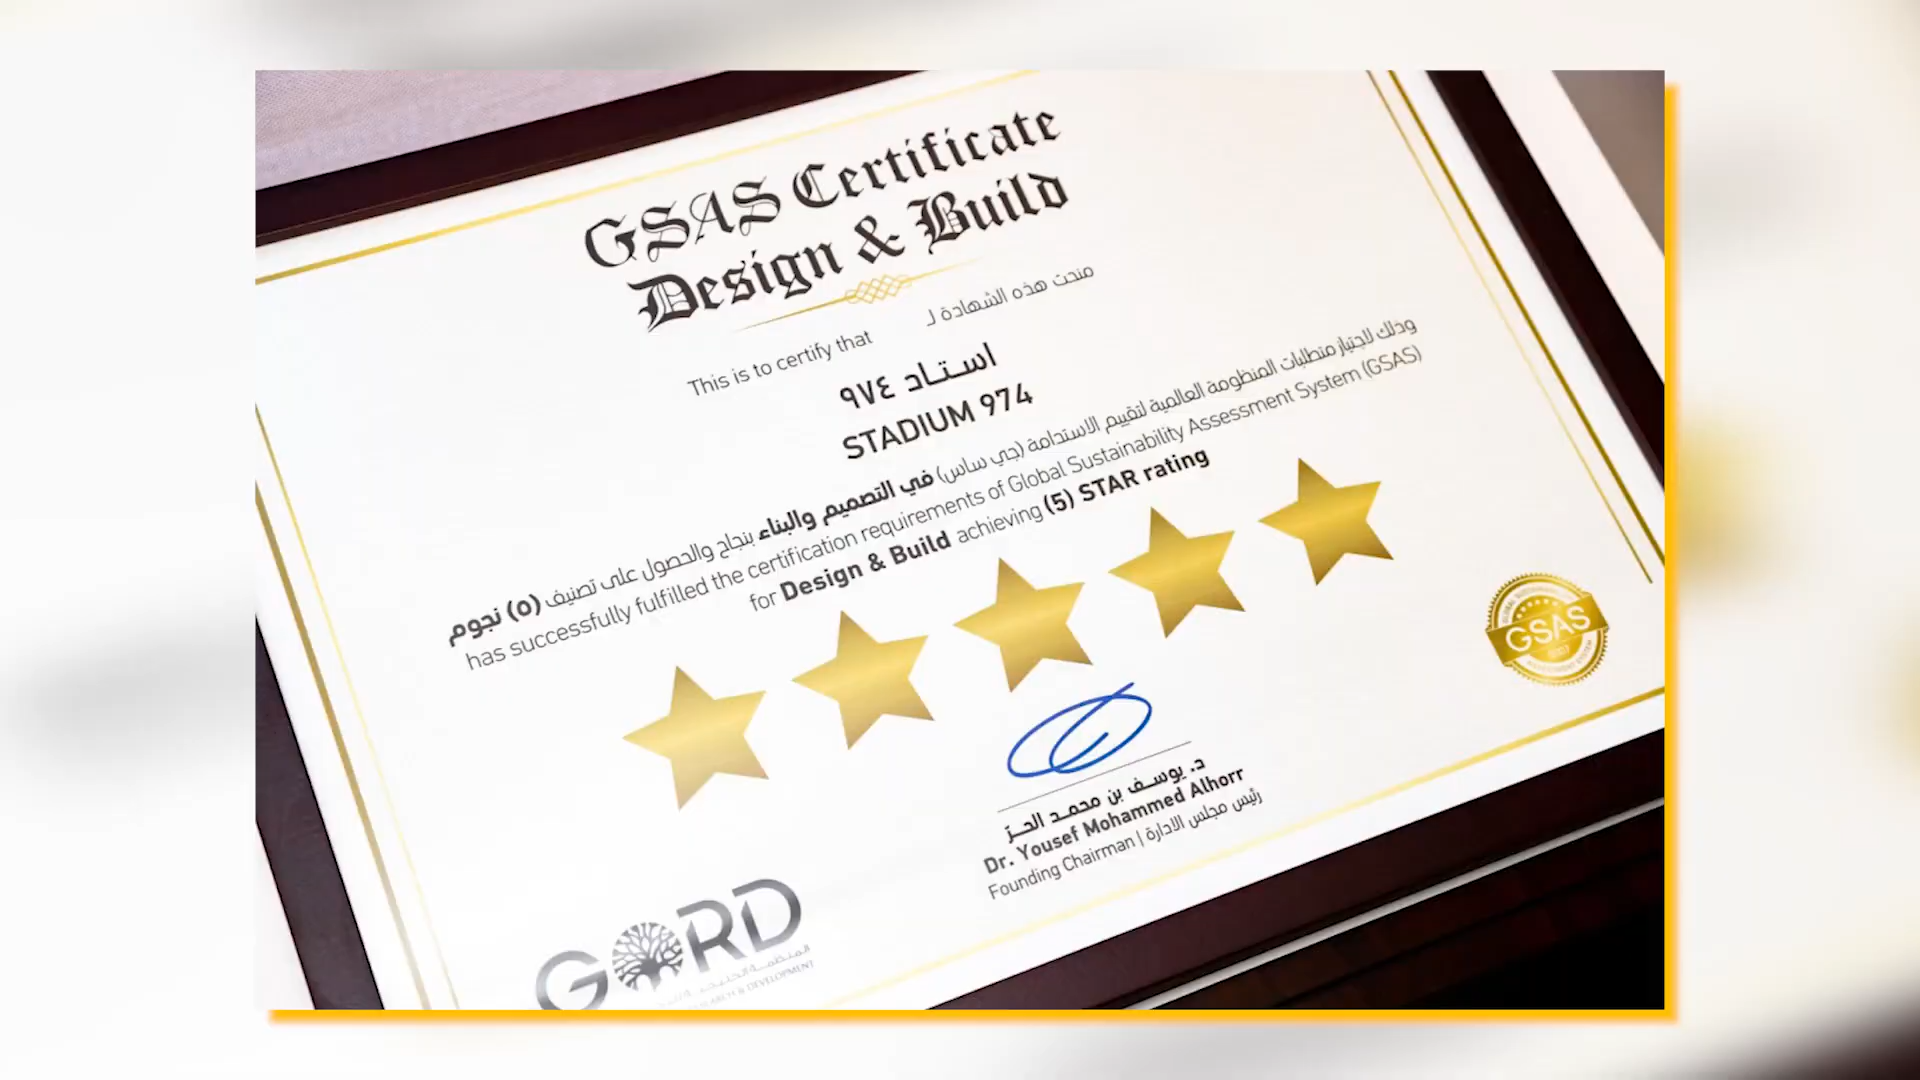 GSAS Certificate
Design & Build
This is to certify that
منحت هذه الشهادة لـ
استاد ٩٧٤
STADIUM 974
وذلك لاجتياز متطلبات المنظومة العالمية لتقييم الاستدامة (جي ساس) في التصميم والبناء بنجاح والحصول على تصنيف (٥) نجوم
has successfully fulfilled the certification requirements of Global Sustainability Assessment System (GSAS)
for Design & Build achieving (5) STAR rating
GSAS
د. يوسف بن محمد الحر
Dr. Yousef Mohammed Alhorr
Founding Chairman | رئيس مجلس الادارة
GORD
& DEVELOPMENT